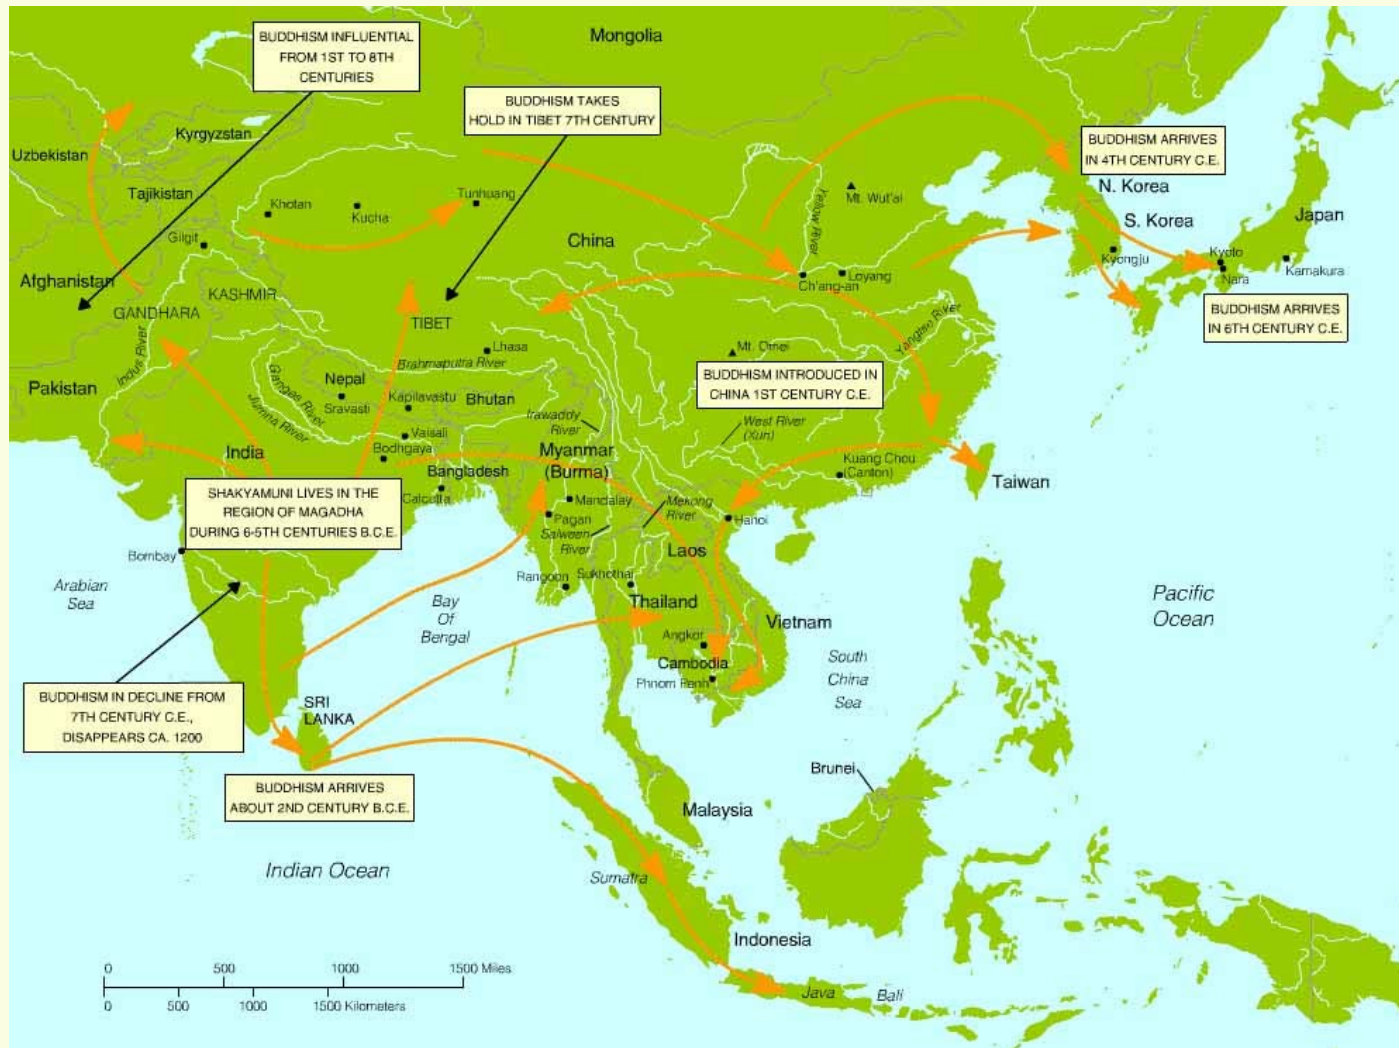 BUDDHISM INFLUENTIAL
FROM 1ST TO 8TH
CENTURIES
Mongolia
BUDDHISM TAKES
HOLD IN TIBET 7TH CENTURY
BUDDHISM ARRIVES
IN 4TH CENTURY C.E.
Uzbekistan
Kyrgyzstan
Tajikistan
Khotan
Kucha
Tunhuang
Mt. Wut'ai
Yellow River
N. Korea
S. Korea
Japan
Gilgit
China
Kyongju
Kyoto
Nara
Kamakura
Afghanistan
KASHMIR
GANDHARA
Ch'ang-an
Loyang
BUDDHISM ARRIVES
IN 6TH CENTURY C.E.
TIBET
Indus River
Lhasa
Brahmaputra River
Mt. Omei
Yangtse River
Pakistan
Nepal
Sravasti
Kapilavastu
Bhutan
BUDDHISM INTRODUCED IN
CHINA 1ST CENTURY C.E.
Ganges River
Jumna River
Irrawaddy
River
West River
(Xun)
India
Vaisali
Bodhgaya
Bangladesh
Calcutta
Myanmar
(Burma)
Kuang Chou
(Canton)
Taiwan
SHAKYAMUNI LIVES IN THE
REGION OF MAGADHA
DURING 6-5TH CENTURIES B.C.E.
Mandalay
Pagan
Mekong
River
Hanoi
Salween
River
Laos
Bombay
Arabian
Sea
Bay
Of
Bengal
Rangoon
Sukhothai
Thailand
Vietnam
Pacific
Ocean
Angkor
Cambodia
Phnom Penh
South
China
Sea
BUDDHISM IN DECLINE FROM
7TH CENTURY C.E.,
DISAPPEARS CA. 1200
SRI
LANKA
BUDDHISM ARRIVES
ABOUT 2ND CENTURY B.C.E.
Brunei
Malaysia
Indian Ocean
Sumatra
Indonesia
Java
Bali
0 500 1000 1500 Miles
0 500 1000 1500 Kilometers